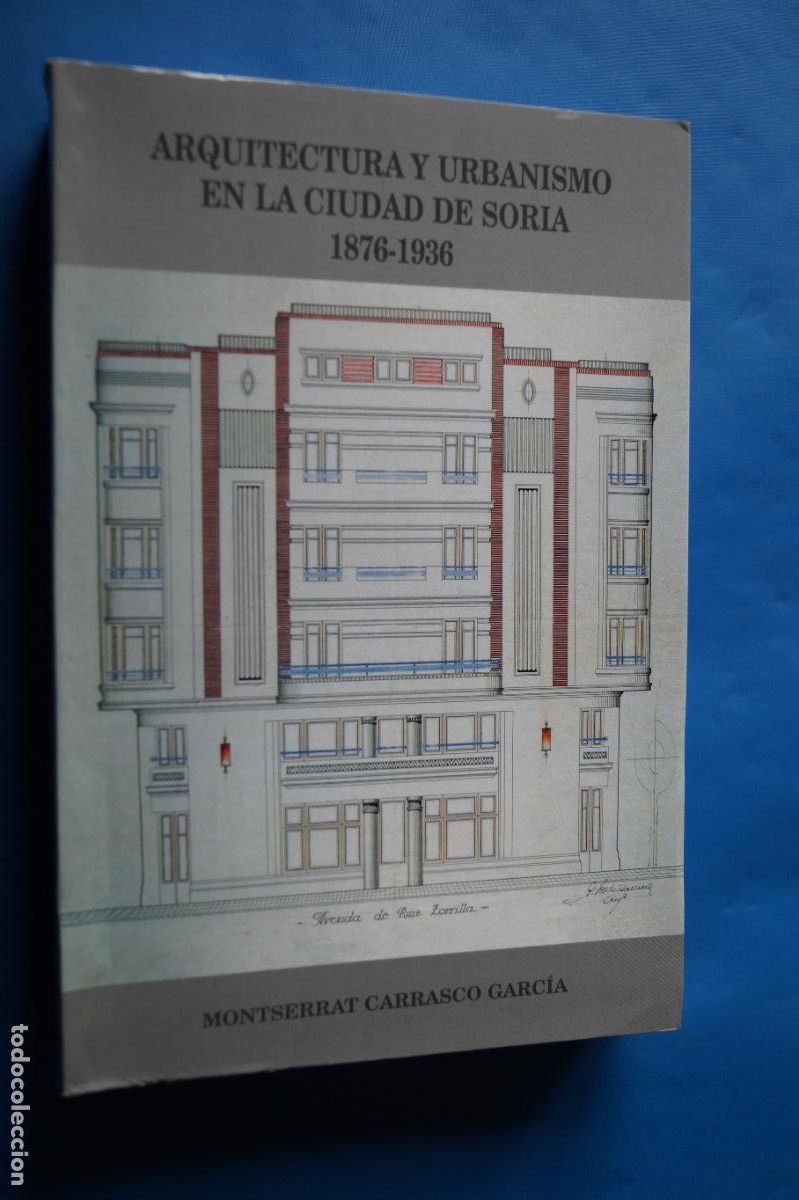 ARQUITECTURA Y URBANISMO
EN LA CIUDAD DE SORIA
1876-1936
- Avenida de Ruiz Zorrilla -
MONTSERRAT CARRASCO GARCÍA
todocoleccion